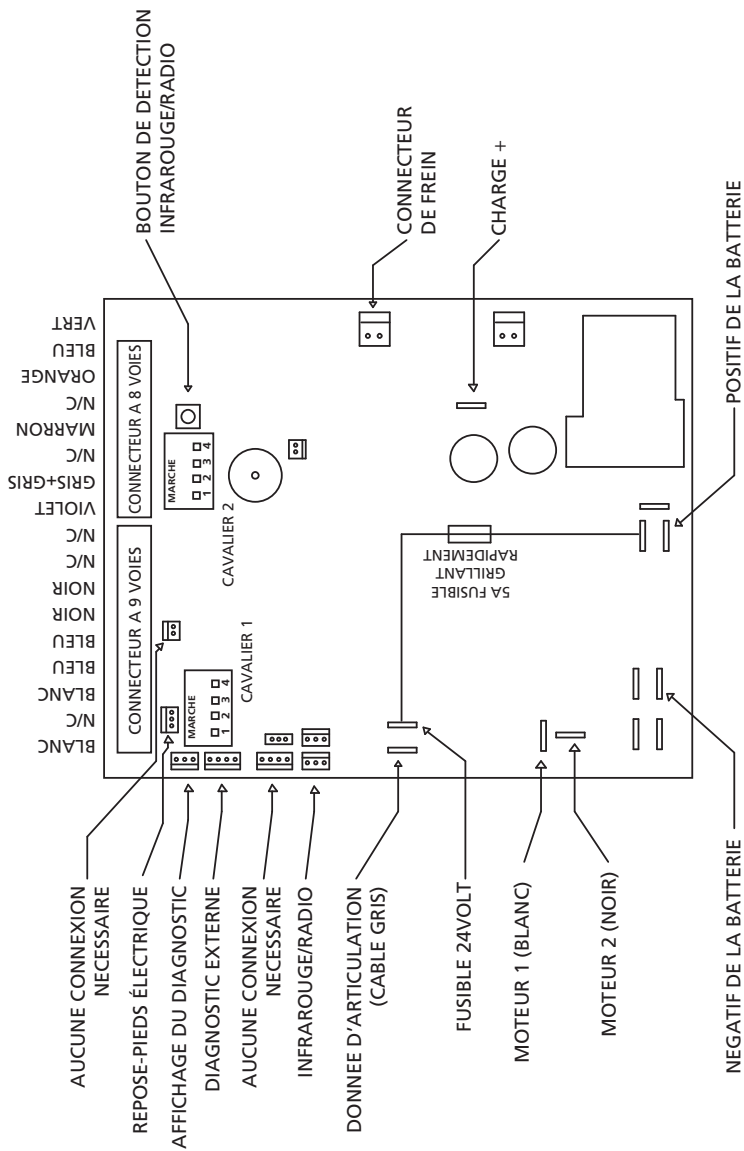 AUCUNE CONNEXION
NECESSAIRE
REPOSE-PIEDS ÉLECTRIQUE
AFFICHAGE DU DIAGNOSTIC
DIAGNOSTIC EXTERNE
AUCUNE CONNEXION
NECESSAIRE
INFRAROUGE/RADIO
DONNEE D'ARTICULATION
(CABLE GRIS)
FUSIBLE 24VOLT
MOTEUR 1 (BLANC)
MOTEUR 2 (NOIR)
NEGATIF DE LA BATTERIE
BLANC
N/C
BLANC
BLEU
BLEU
NOIR
NOIR
N/C
N/C
VIOLET
GRIS+GRIS
N/C
MARRON
N/C
ORANGE
BLEU
VERT
CONNECTEUR A 9 VOIES
CONNECTEUR A 8 VOIES
MARCHE
1 2 3 4
CAVALIER 1
MARCHE
1 2 3 4
CAVALIER 2
5A FUSIBLE
GRILLANT
RAPIDEMENT
BOUTON DE DETECTION
INFRAROUGE/RADIO
CONNECTEUR
DE FREIN
CHARGE +
POSITIF DE LA BATTERIE